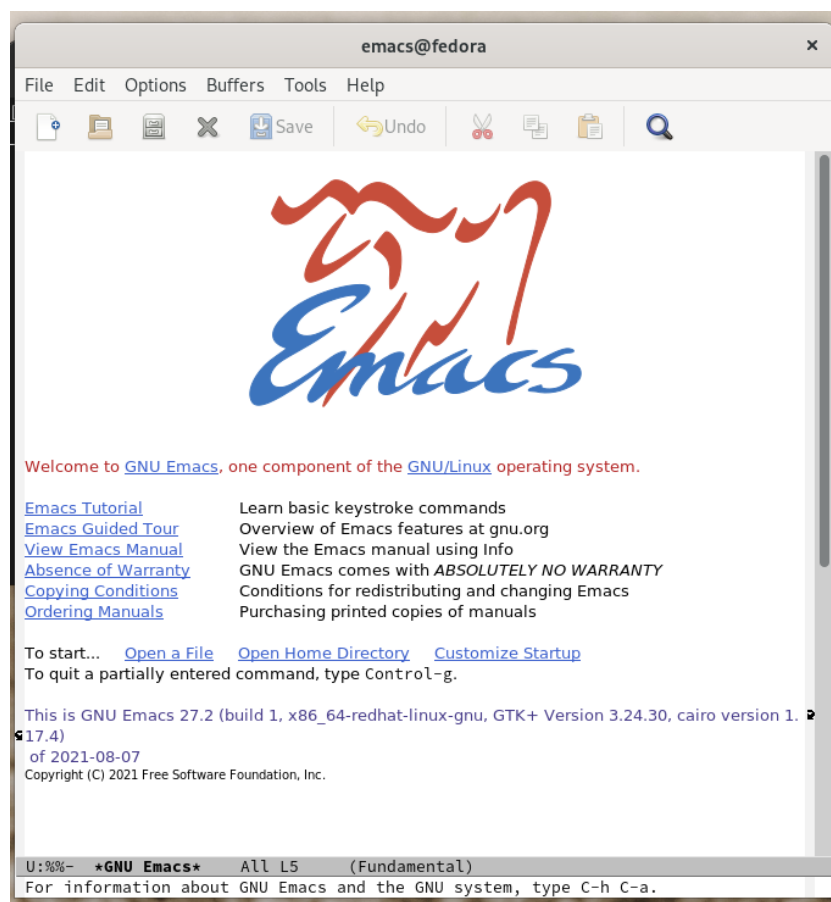 emacs@fedora ×
File Edit Options Buffers Tools Help
Save Undo
Emacs
Welcome to GNU Emacs, one component of the GNU/Linux operating system.
Emacs Tutorial Learn basic keystroke commands
Emacs Guided Tour Overview of Emacs features at gnu.org
View Emacs Manual View the Emacs manual using Info
Absence of Warranty GNU Emacs comes with ABSOLUTELY NO WARRANTY
Copying Conditions Conditions for redistributing and changing Emacs
Ordering Manuals Purchasing printed copies of manuals
To start... Open a File Open Home Directory Customize Startup
To quit a partially entered command, type Control-g.
This is GNU Emacs 27.2 (build 1, x86_64-redhat-linux-gnu, GTK+ Version 3.24.30, cairo version 1.
17.4)
of 2021-08-07
Copyright (C) 2021 Free Software Foundation, Inc.
U:%%- *GNU Emacs* All L5 (Fundamental)
For information about GNU Emacs and the GNU system, type C-h C-a.